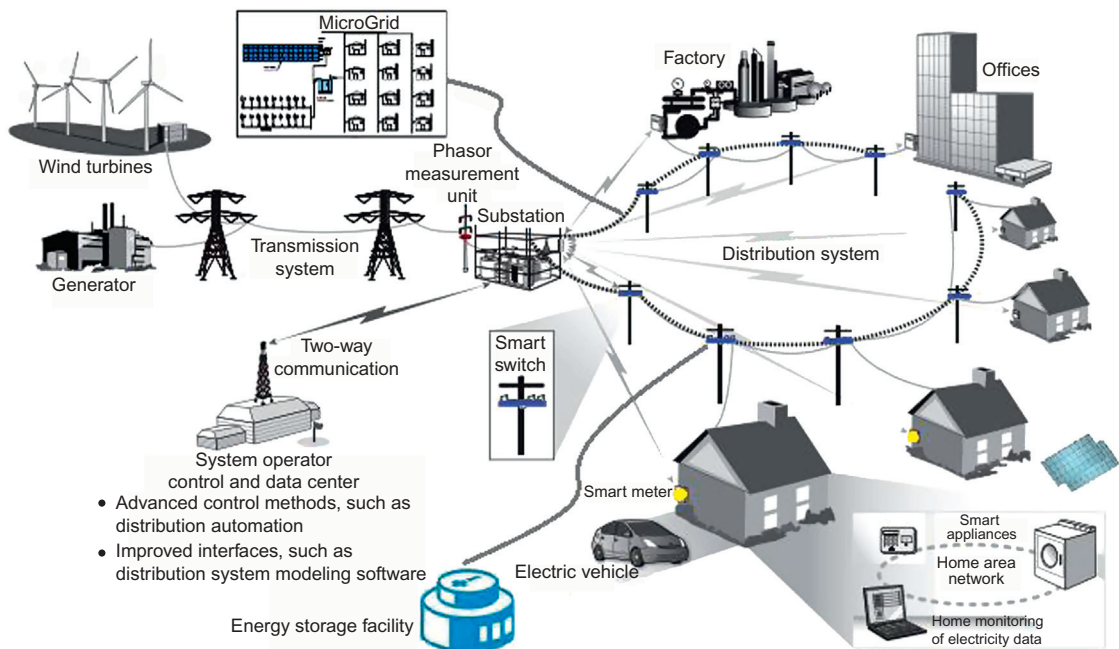 MicroGrid
Factory
Offices
Wind turbines
Phasor
measurement
unit
Substation
Transmission
system
Generator
Distribution system
Two-way
communication
Smart
switch
System operator
control and data center
• Advanced control methods, such as
distribution automation
• Improved interfaces, such as
distribution system modeling software
Smart meter
Electric vehicle
Energy storage facility
Smart
appliances
Home area
network
Home monitoring
of electricity data